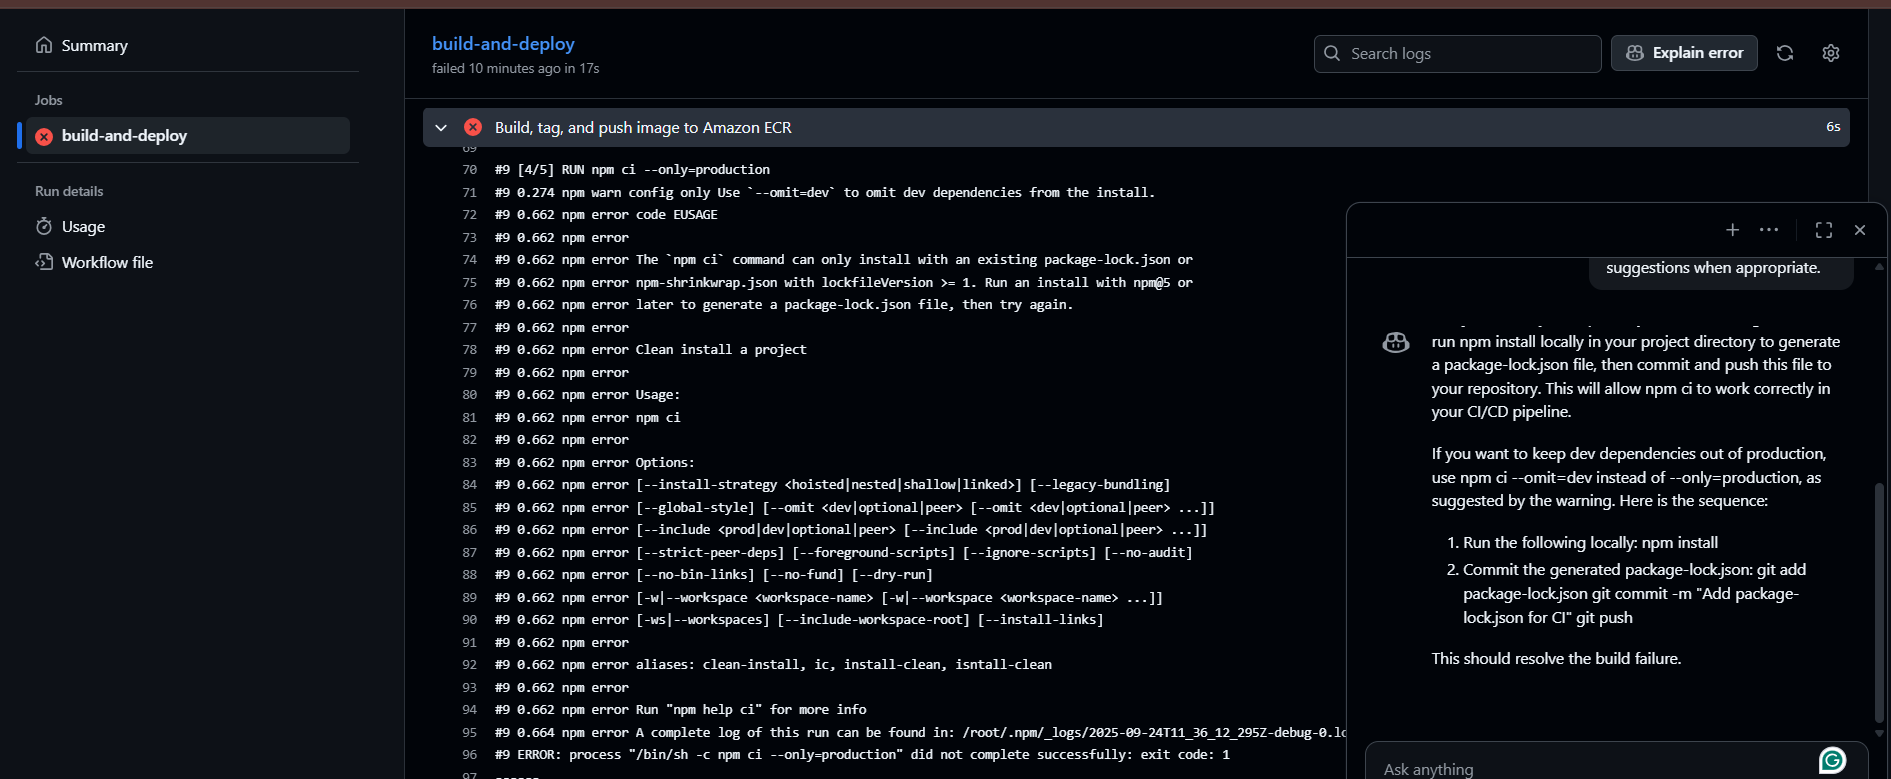 Summary
Jobs
build-and-deploy
Run details
Usage
Workflow file
build-and-deploy
failed 10 minutes ago in 17s
Search logs
Explain error
Build, tag, and push image to Amazon ECR
6s
69
70 #9 [4/5] RUN npm ci --only=production
71 #9 0.274 npm warn config only Use `--omit=dev` to omit dev dependencies from the install.
72 #9 0.662 npm error code EUSAGE
73 #9 0.662 npm error
74 #9 0.662 npm error The `npm ci` command can only install with an existing package-lock.json or
75 #9 0.662 npm error npm-shrinkwrap.json with lockfileVersion >= 1. Run an install with npm@5 or
76 #9 0.662 npm error later to generate a package-lock.json file, then try again.
77 #9 0.662 npm error
78 #9 0.662 npm error Clean install a project
79 #9 0.662 npm error
80 #9 0.662 npm error Usage:
81 #9 0.662 npm error npm ci
82 #9 0.662 npm error
83 #9 0.662 npm error Options:
84 #9 0.662 npm error [--install-strategy <hoisted|nested|shallow|linked>] [--legacy-bundling]
85 #9 0.662 npm error [--global-style] [--omit <dev|optional|peer> [--omit <dev|optional|peer> ...]]
86 #9 0.662 npm error [--include <prod|dev|optional|peer> [--include <prod|dev|optional|peer> ...]]
87 #9 0.662 npm error [--strict-peer-deps] [--foreground-scripts] [--ignore-scripts] [--no-audit]
88 #9 0.662 npm error [--no-bin-links] [--no-fund] [--dry-run]
89 #9 0.662 npm error [-w|--workspace <workspace-name> [-w|--workspace <workspace-name> ...]]
90 #9 0.662 npm error [-ws|--workspaces] [--include-workspace-root] [--install-links]
91 #9 0.662 npm error
92 #9 0.662 npm error aliases: clean-install, ic, install-clean, isntall-clean
93 #9 0.662 npm error
94 #9 0.662 npm error Run "npm help ci" for more info
95 #9 0.664 npm error A complete log of this run can be found in: /root/.npm/_logs/2025-09-24T11_36_12_295Z-debug-0.lo
96 #9 ERROR: process "/bin/sh -c npm ci --only=production" did not complete successfully: exit code: 1
97 ------
suggestions when appropriate.
run npm install locally in your project directory to generate
a package-lock.json file, then commit and push this file to
your repository. This will allow npm ci to work correctly in
your CI/CD pipeline.
If you want to keep dev dependencies out of production,
use npm ci --omit=dev instead of --only=production, as
suggested by the warning. Here is the sequence:
1. Run the following locally: npm install
2. Commit the generated package-lock.json: git add
package-lock.json git commit -m "Add package-
lock.json for CI" git push
This should resolve the build failure.
Ask anything